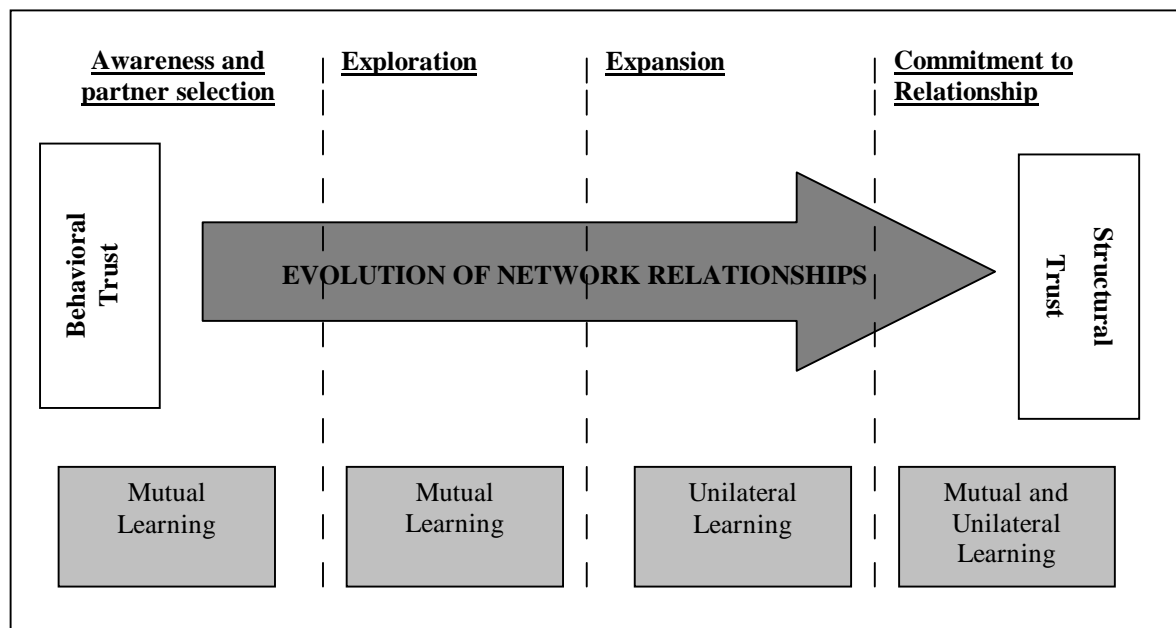 Awareness and
partner selection
Exploration
Expansion
Commitment to
Relationship
Behavioral
Trust
EVOLUTION OF NETWORK RELATIONSHIPS
Structural
Trust
Mutual
Learning
Mutual
Learning
Unilateral
Learning
Mutual and
Unilateral
Learning